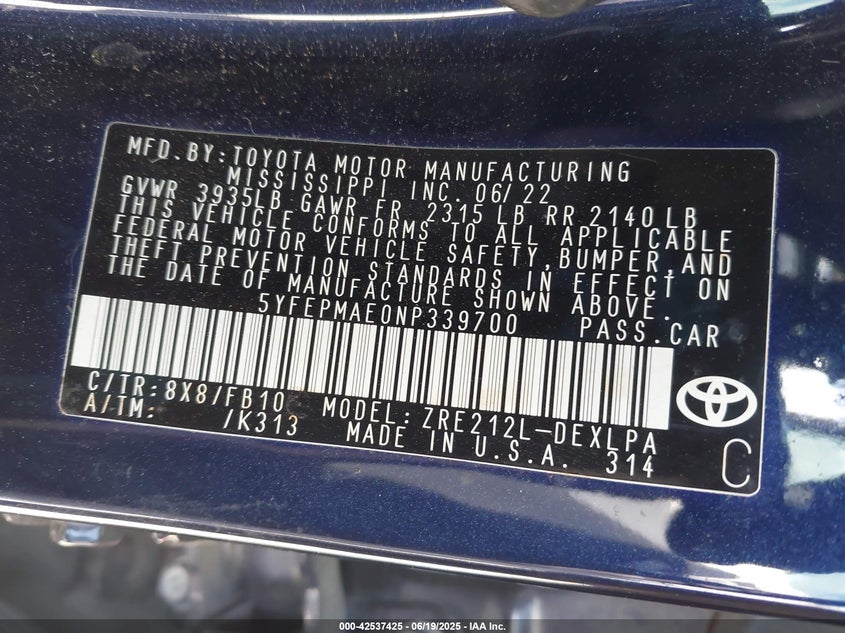 MFD.BY:TOYOTA MOTOR MANUFACTURING
MISSISSIPPI INC. 06/22
GVWR 3935LB GAWR FR 2315 LB RR 2140 LB
THIS VEHICLE CONFORMS TO ALL APPLICABLE
FEDERAL MOTOR VEHICLE SAFETY,BUMPER,AND
THEFT PREVENTION STANDARDS IN EFFECT ON
THE DATE OF MANUFACTURE SHOWN ABOVE.
5YFEPMAE0NP339700 PASS.CAR
C/TR:8X8/FB10 MODEL:ZRE212L-DEXLPA
A/TM: /K313 MADE IN U.S.A. 314
C
000-42537425 - 06/19/2025 - IAA Inc.